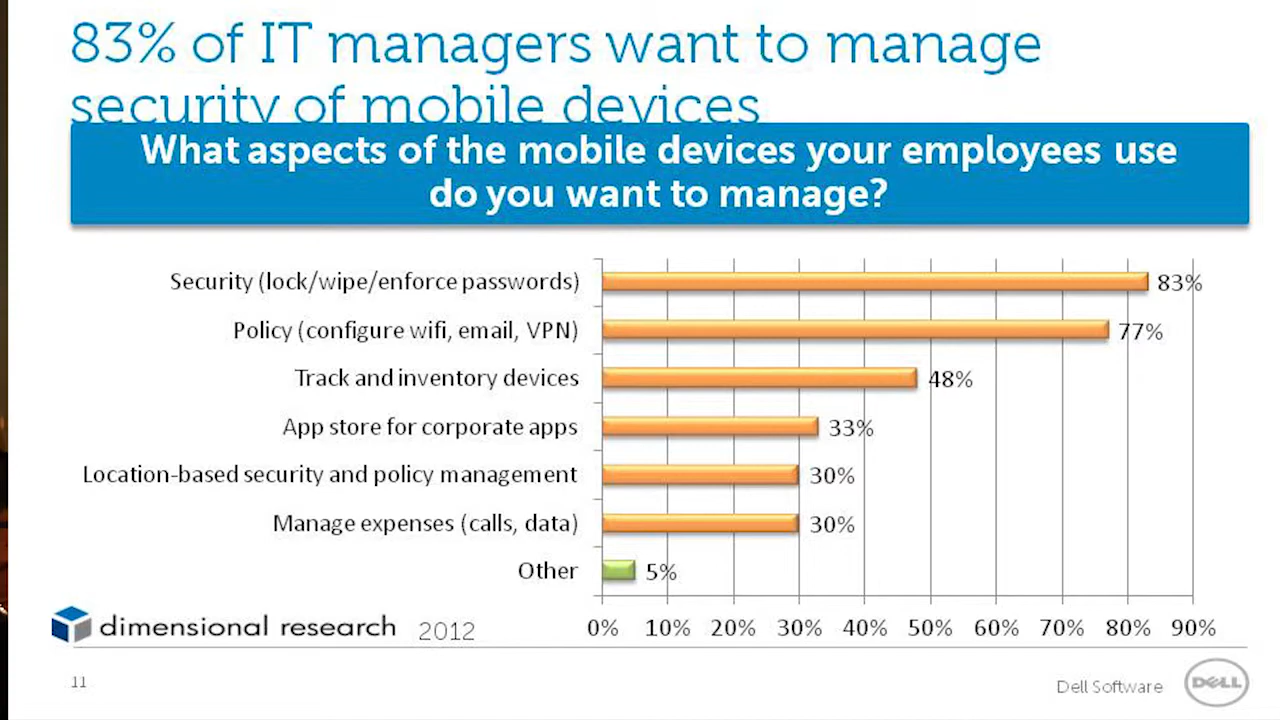 83% of IT managers want to manage
security of mobile devices
What aspects of the mobile devices your employees use
do you want to manage?
Security (lock/wipe/enforce passwords) 83%
Policy (configure wifi, email, VPN) 77%
Track and inventory devices 48%
App store for corporate apps 33%
Location-based security and policy management 30%
Manage expenses (calls, data) 30%
Other 5%
0% 10% 20% 30% 40% 50% 60% 70% 80% 90%
dimensional research 2012
11
Dell Software DELL